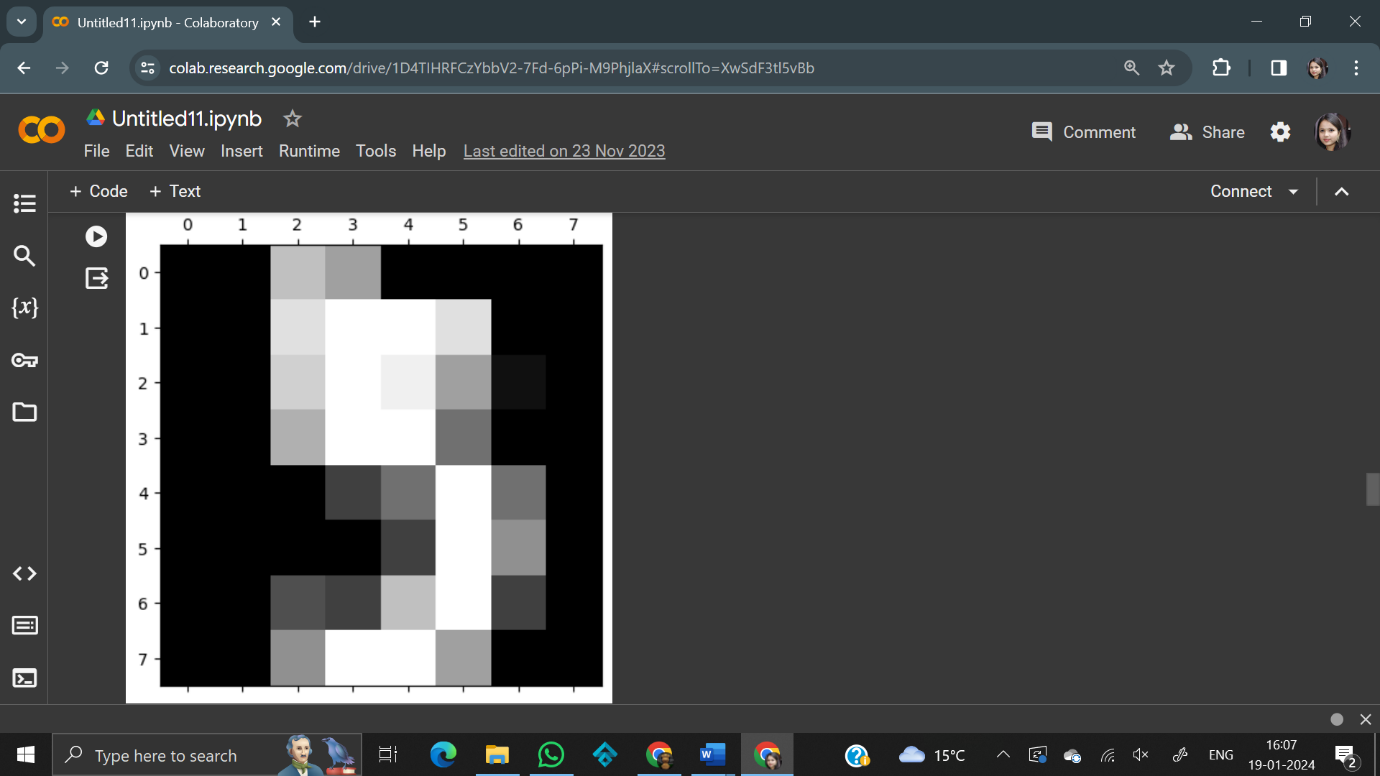 Untitled11.ipynb - Colaboratory
colab.research.google.com/drive/1D4TIHRFCzYbbV2-7Fd-6pPi-M9PhjlaX#scrollTo=XwSdF3tl5vBb
Untitled11.ipynb
Comment Share
File Edit View Insert Runtime Tools Help Last edited on 23 Nov 2023
+ Code + Text Connect
{x}
0 1 2 3 4 5 6 7
0
1
2
3
4
5
6
7
Type here to search
W
15°C
ENG
16:07
19-01-2024
2